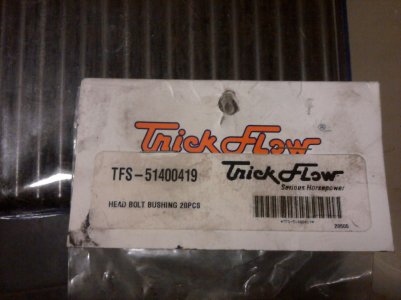 Trick Flow®
TFS-51400419
Trick Flow
Serious Horsepower
HEAD BOLT BUSHING 20PCS